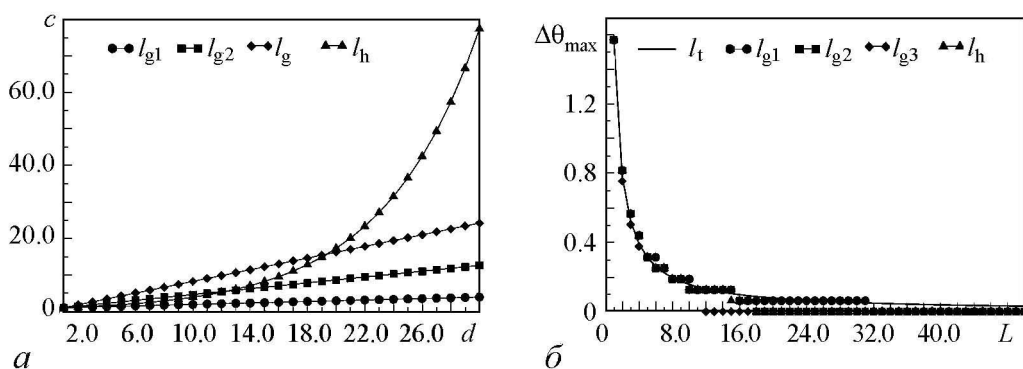 c
l_g1 l_g2 l_g l_h
60.0
40.0
20.0
0
2.0 6.0 10.0 14.0 18.0 22.0 26.0 d
а
Δθ_max
l_t l_g1 l_g2 l_g3 l_h
1.2
0.8
0.4
0
8.0 16.0 24.0 32.0 40.0 L
б